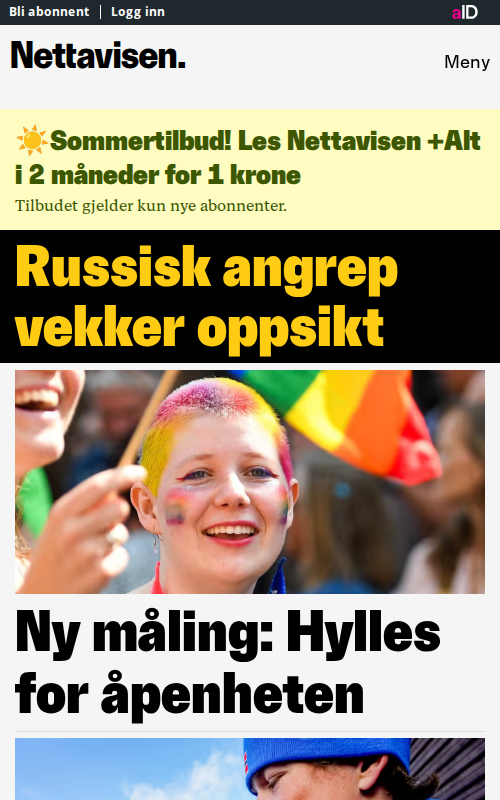 Bli abonnent | Logg inn
aID
Nettavisen.
Meny
☀️Sommertilbud! Les Nettavisen +Alt
i 2 måneder for 1 krone
Tilbudet gjelder kun nye abonnenter.
Russisk angrep
vekker oppsikt
Ny måling: Hylles
for åpenheten